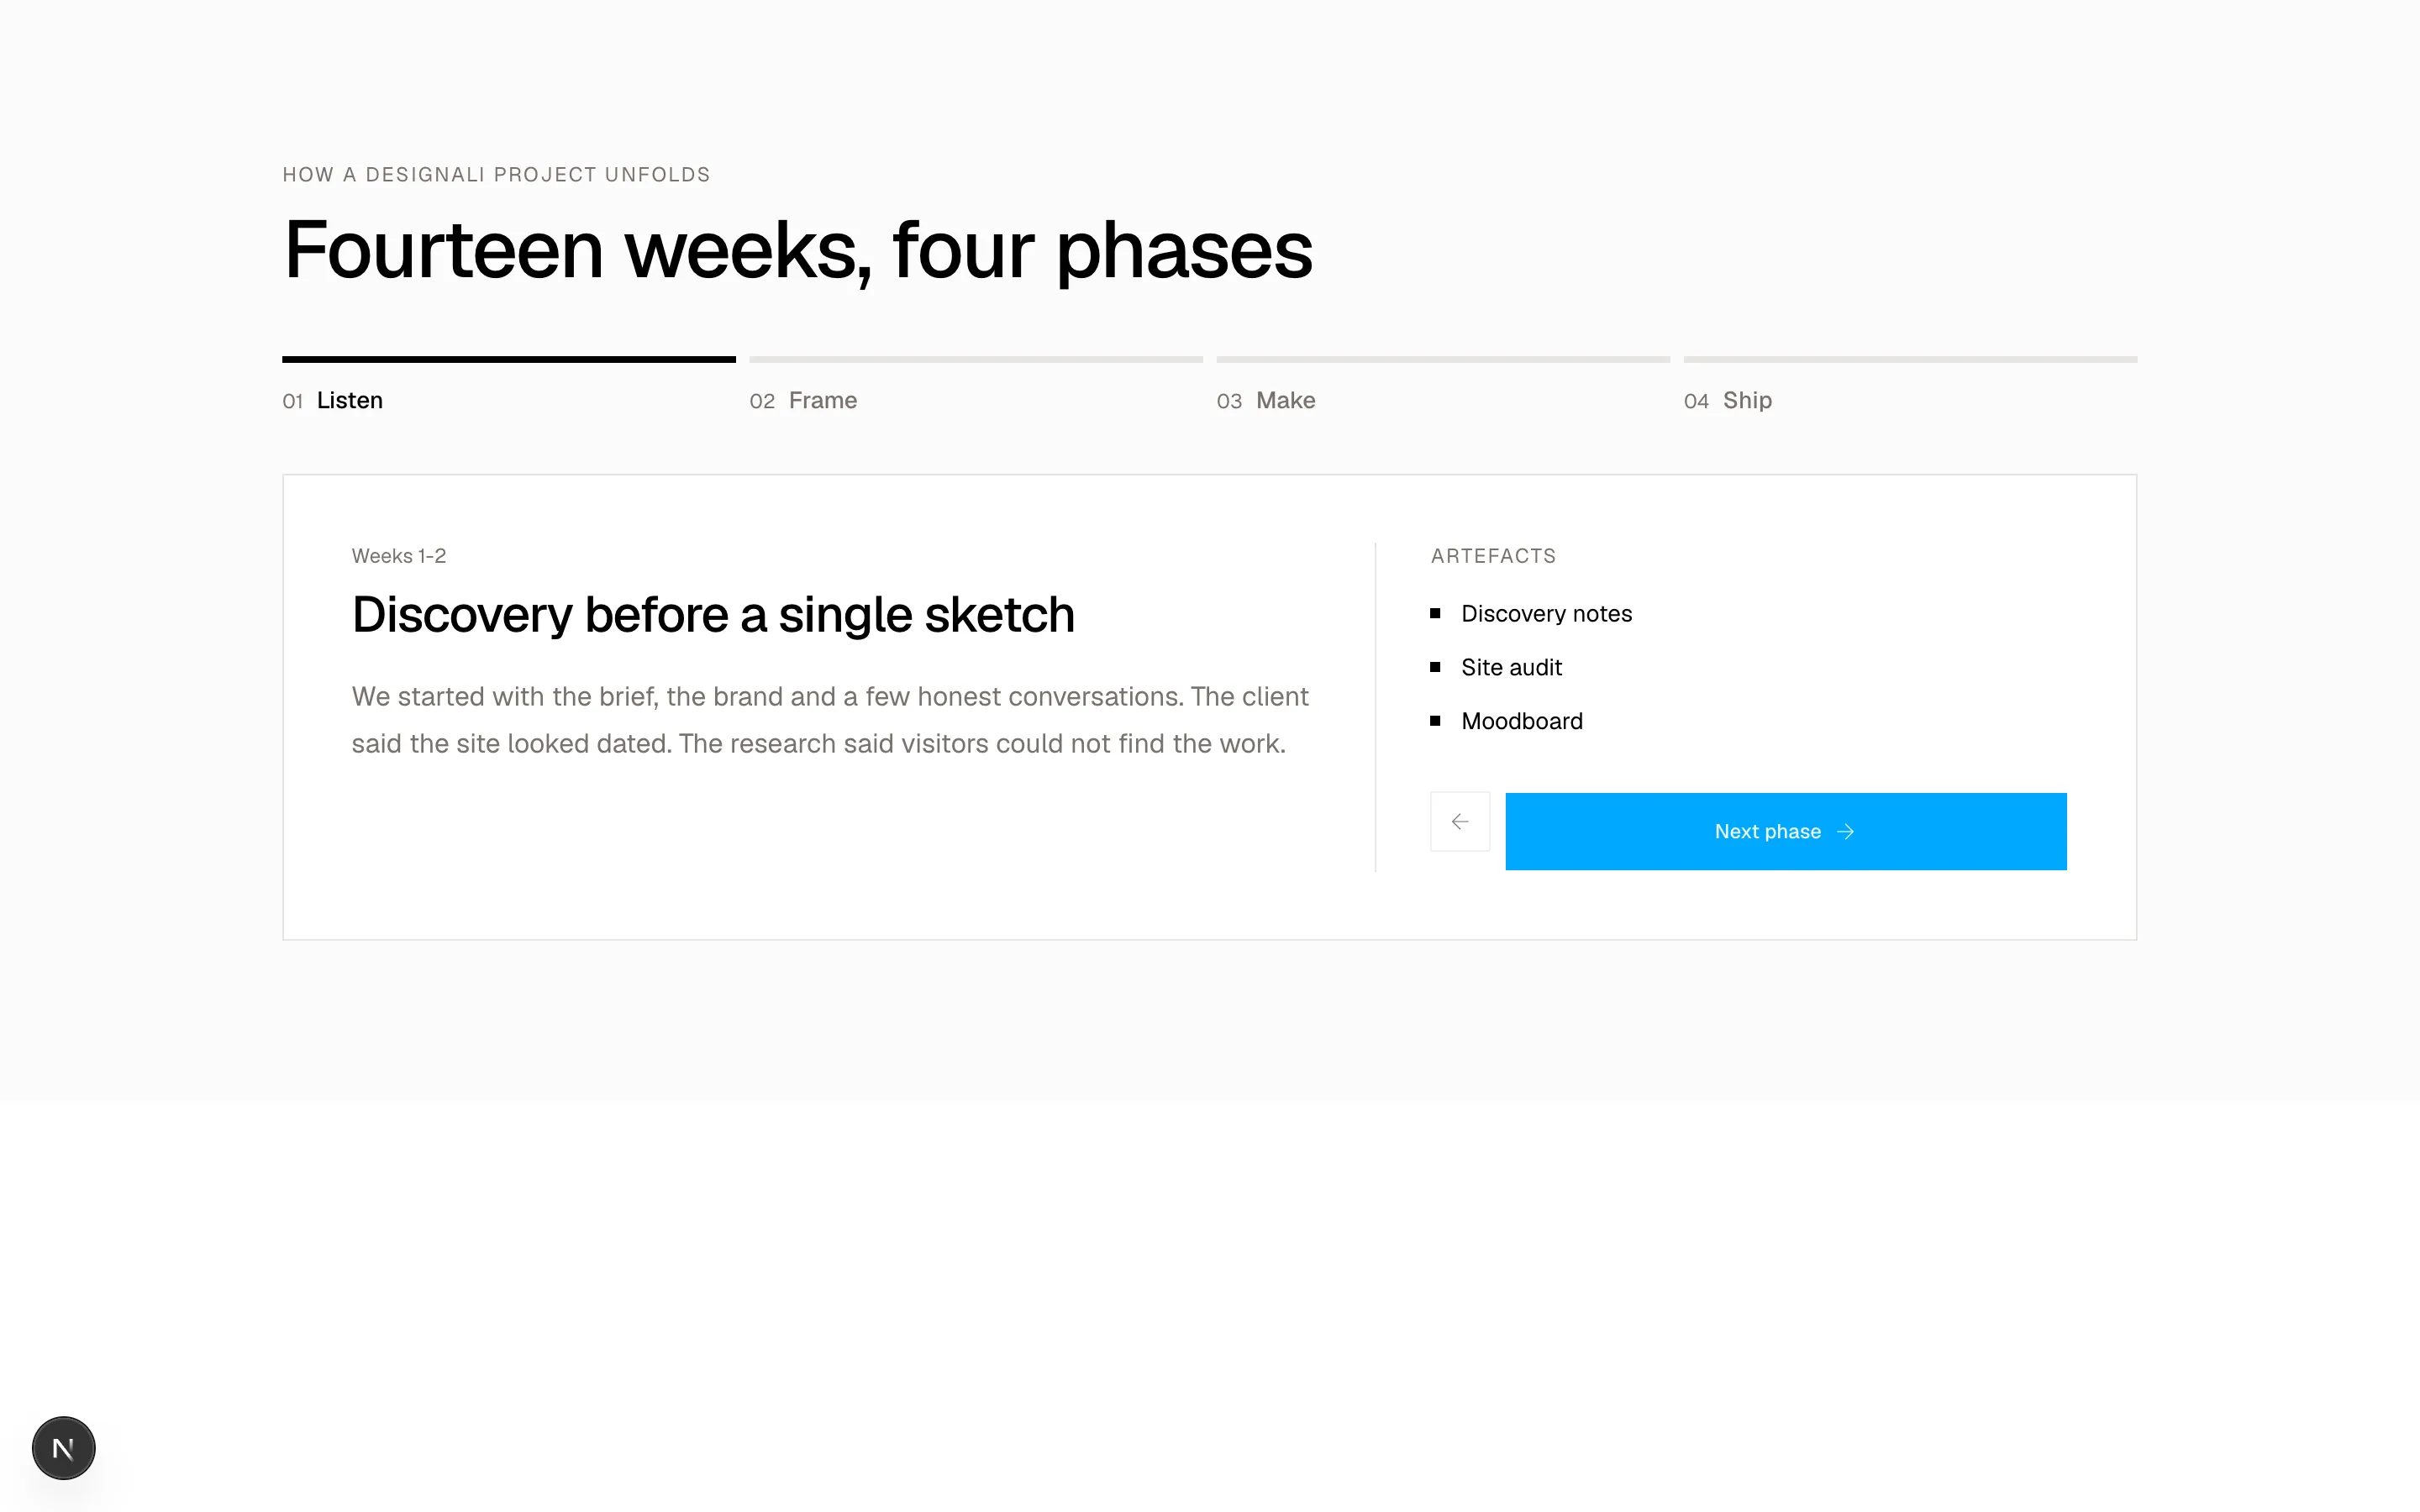 HOW A DESIGNALI PROJECT UNFOLDS
Fourteen weeks, four phases
01 Listen
02 Frame
03 Make
04 Ship
Weeks 1-2
Discovery before a single sketch
We started with the brief, the brand and a few honest conversations. The client
said the site looked dated. The research said visitors could not find the work.
ARTEFACTS
Discovery notes
Site audit
Moodboard
Next phase
N